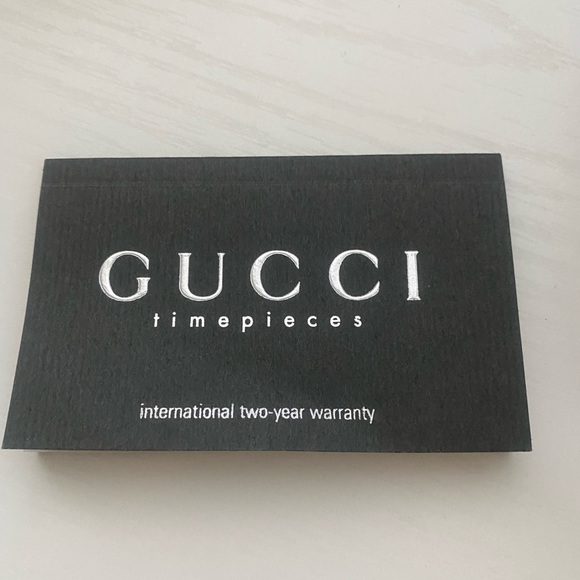 GUCCI
timepieces
international two-year warranty